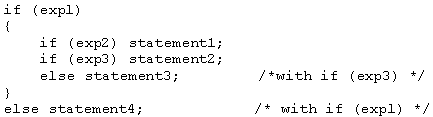 if (expl)
{
    if (exp2) statement1;
    if (exp3) statement2;
    else statement3;          /*with if (exp3) */
}
else statement4;              /* with if (expl) */